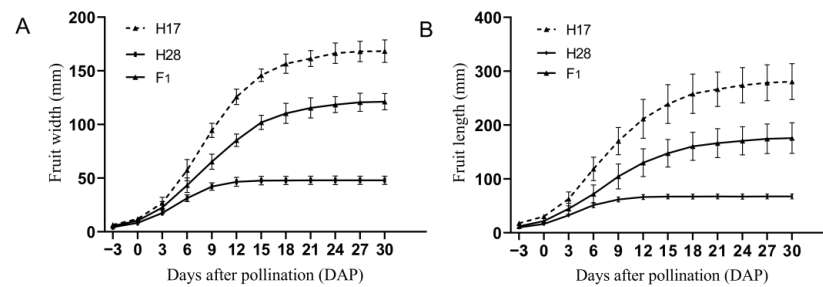 A
200
150
100
50
0
Fruit width (mm)
H17
H28
F1
−3 0 3 6 9 12 15 18 21 24 27 30
Days after pollination (DAP)
B
400
300
200
100
0
Fruit length (mm)
H17
H28
F1
−3 0 3 6 9 12 15 18 21 24 27 30
Days after pollination (DAP)